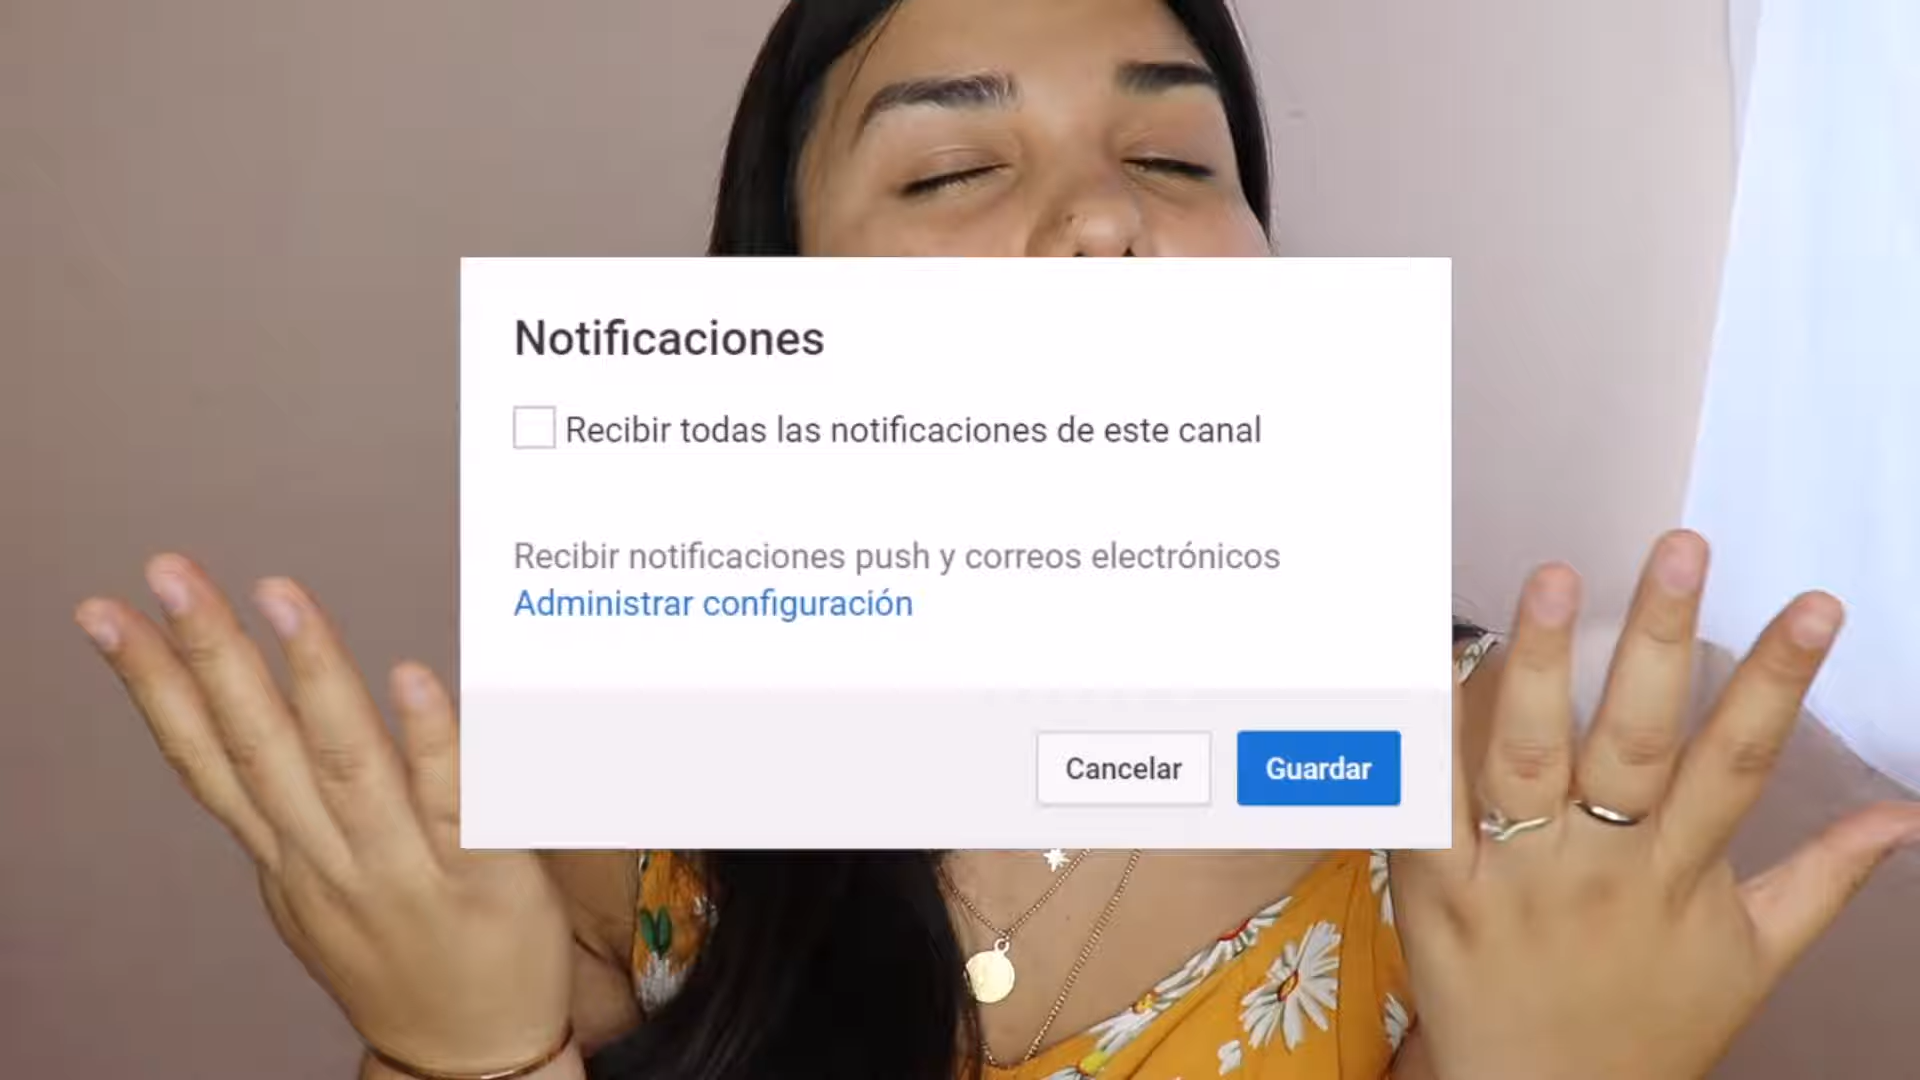 Notificaciones
Recibir todas las notificaciones de este canal
Recibir notificaciones push y correos electrónicos
Administrar configuración
Cancelar
Guardar